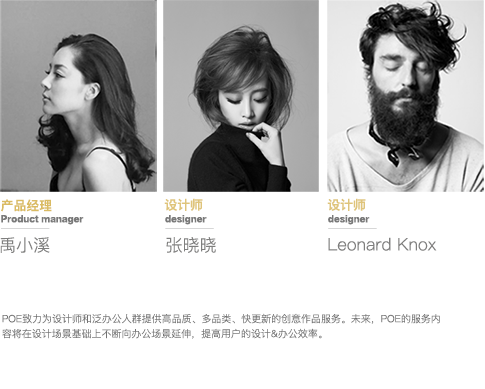 产品经理 设计师 设计师
Product manager designer designer
禹小溪 张晓晓 Leonard Knox
POE致力为设计师和泛办公人群提供高品质、多品类、快更新的创意作品服务。未来，POE的服务内
容将在设计场景基础上不断向办公场景延伸，提高用户的设计&办公效率。